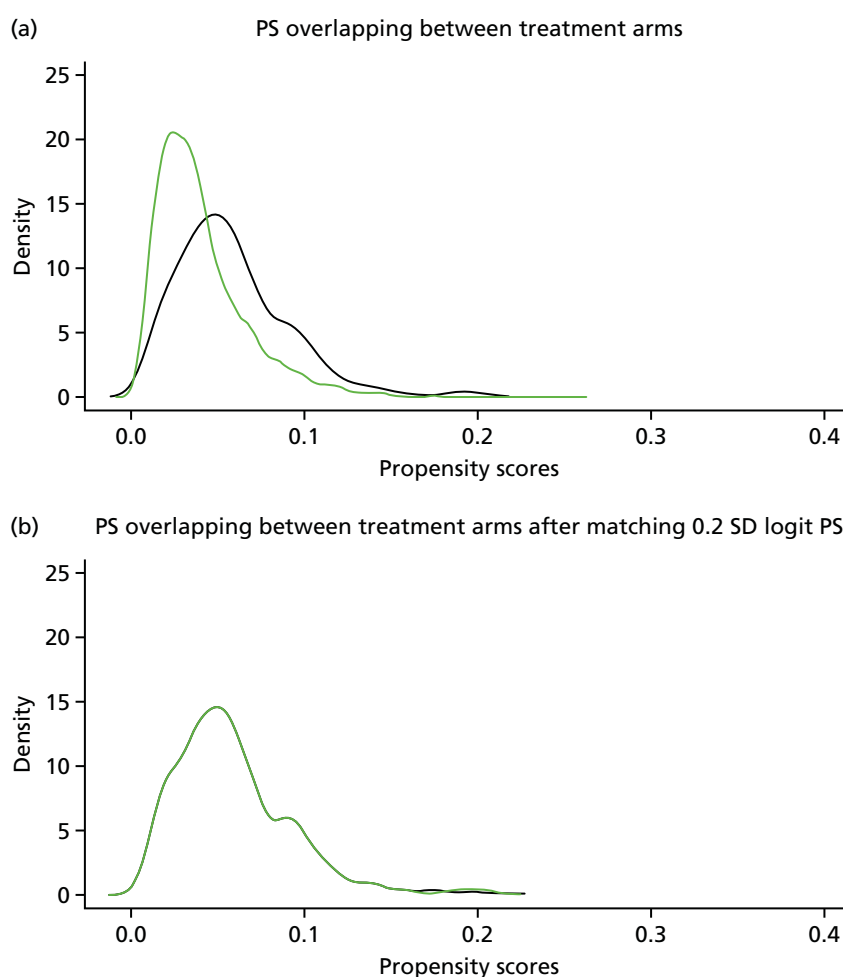 (a) PS overlapping between treatment arms
25
20
15
10
5
0
Density
0.0 0.1 0.2 0.3 0.4
Propensity scores
(b) PS overlapping between treatment arms after matching 0.2 SD logit PS
25
20
15
10
5
0
Density
0.0 0.1 0.2 0.3 0.4
Propensity scores